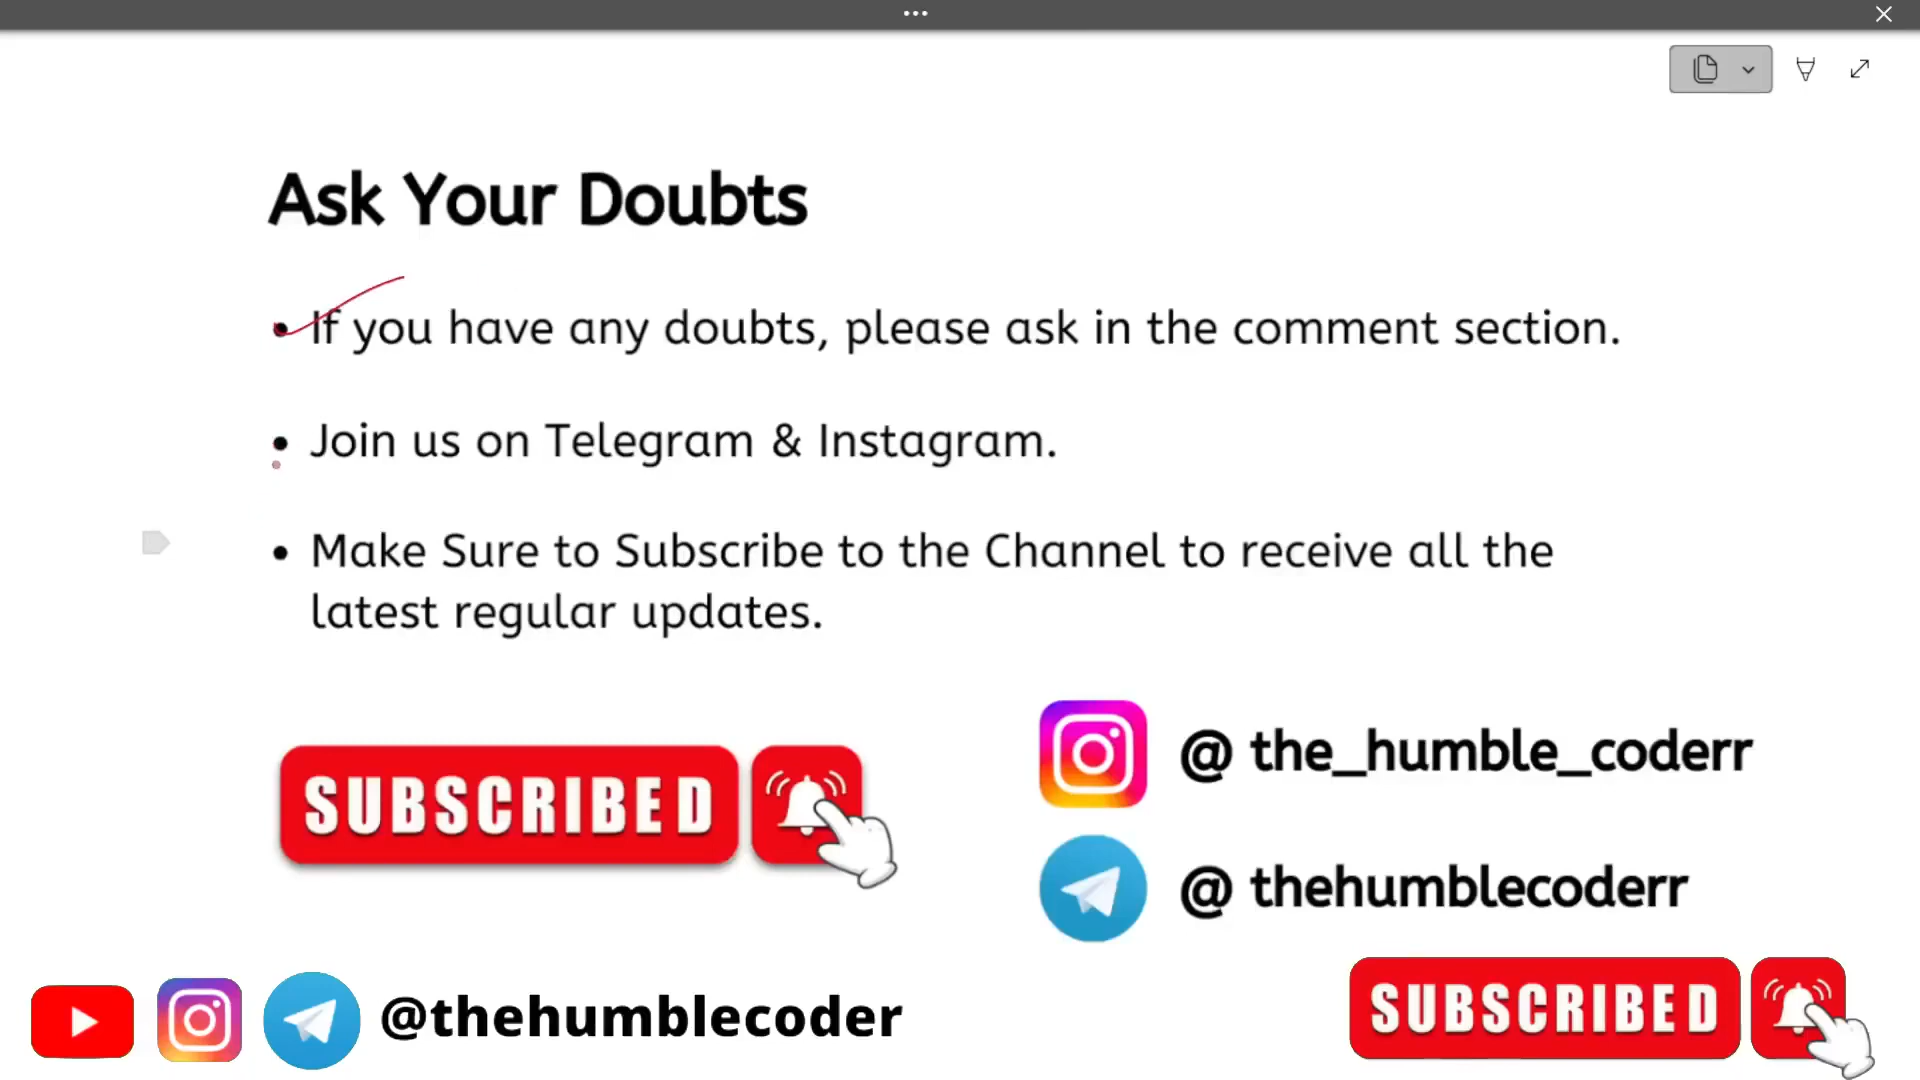 Ask Your Doubts
• If you have any doubts, please ask in the comment section.
• Join us on Telegram & Instagram.
• Make Sure to Subscribe to the Channel to receive all the
latest regular updates.
SUBSCRIBED
@ the_humble_coderr
@ thehumblecoderr
@thehumblecoder
SUBSCRIBED